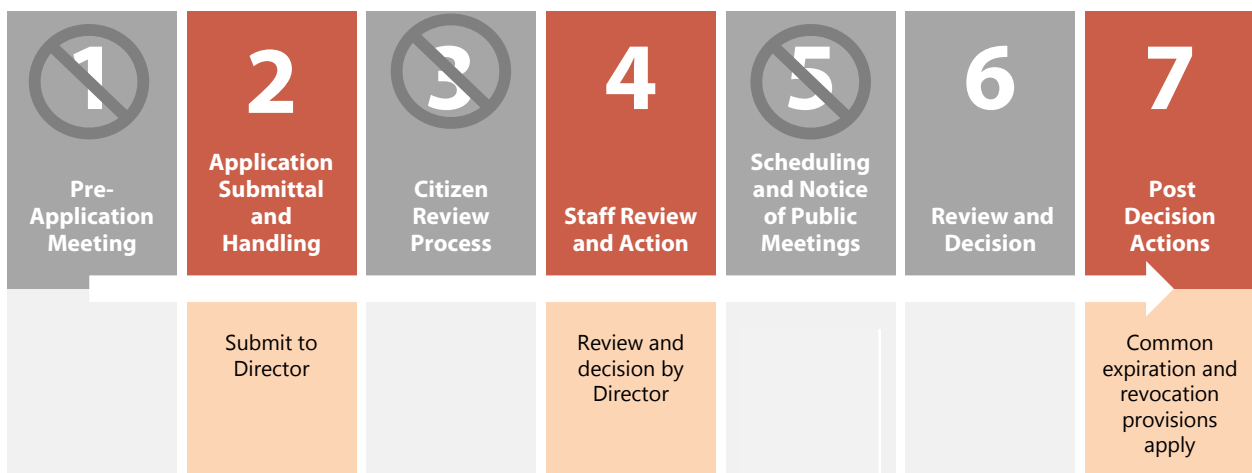 1
Pre-
Application
Meeting
2
Application
Submittal
and
Handling
3
Citizen
Review
Process
4
Staff Review
and Action
5
Scheduling
and Notice
of Public
Meetings
6
Review and
Decision
7
Post
Decision
Actions
Submit to
Director
Review and
decision by
Director
Common
expiration and
revocation
provisions
apply